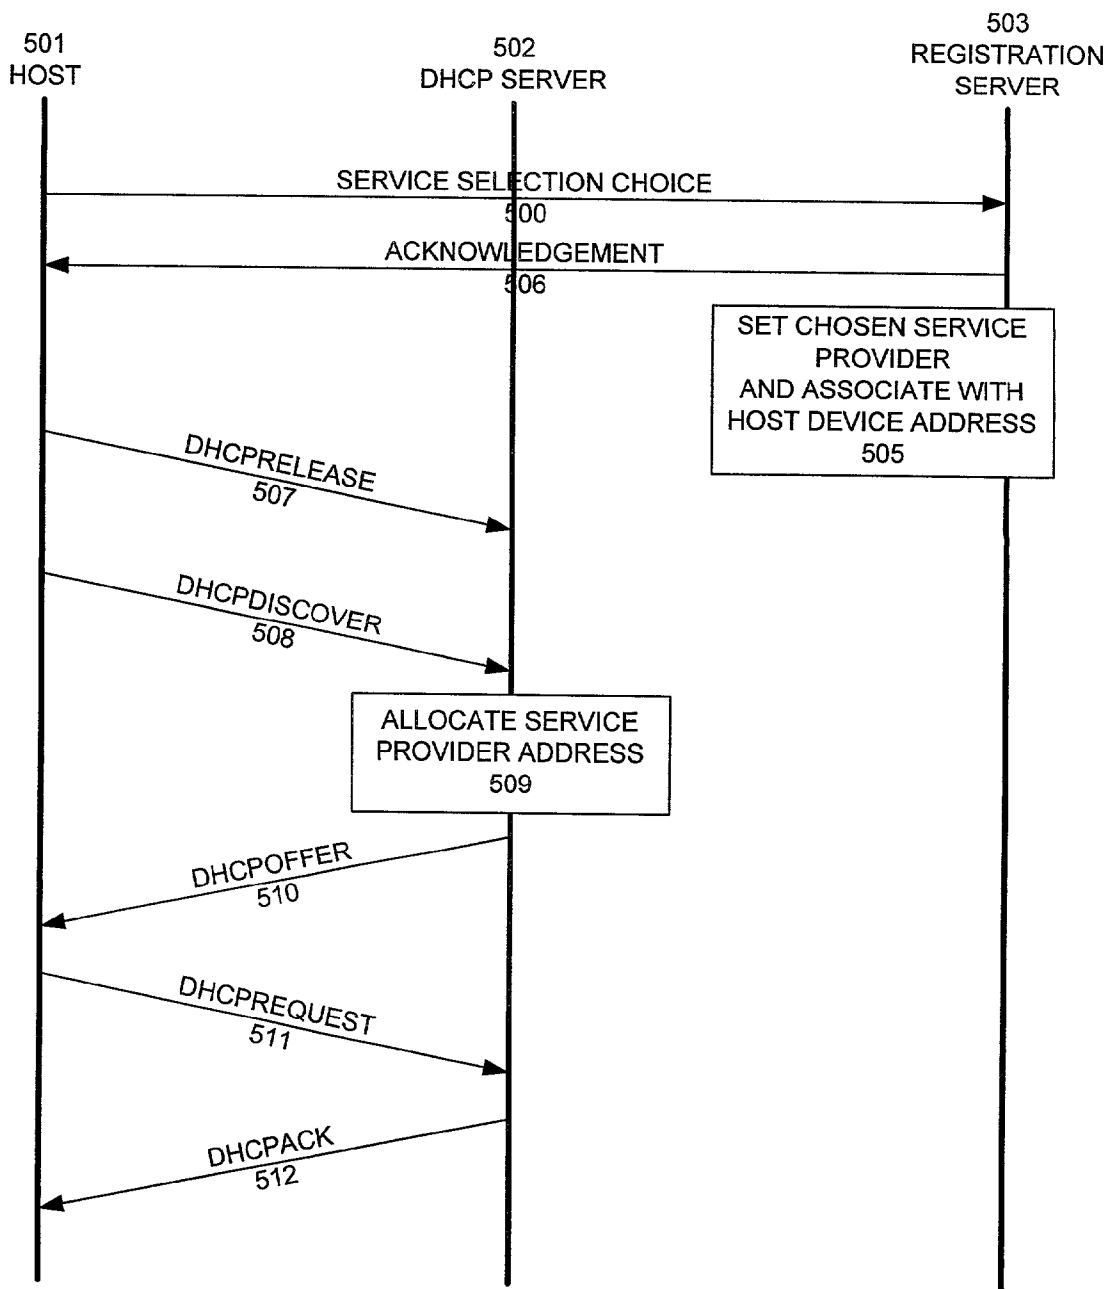 501
HOST
502
DHCP SERVER
503
REGISTRATION
SERVER
SERVICE SELECTION CHOICE
500
ACKNOWLEDGEMENT
506
SET CHOSEN SERVICE
PROVIDER
AND ASSOCIATE WITH
HOST DEVICE ADDRESS
505
DHCPRELEASE
507
DHCPDISCOVER
508
ALLOCATE SERVICE
PROVIDER ADDRESS
509
DHCPOFFER
510
DHCPREQUEST
511
DHCPACK
512